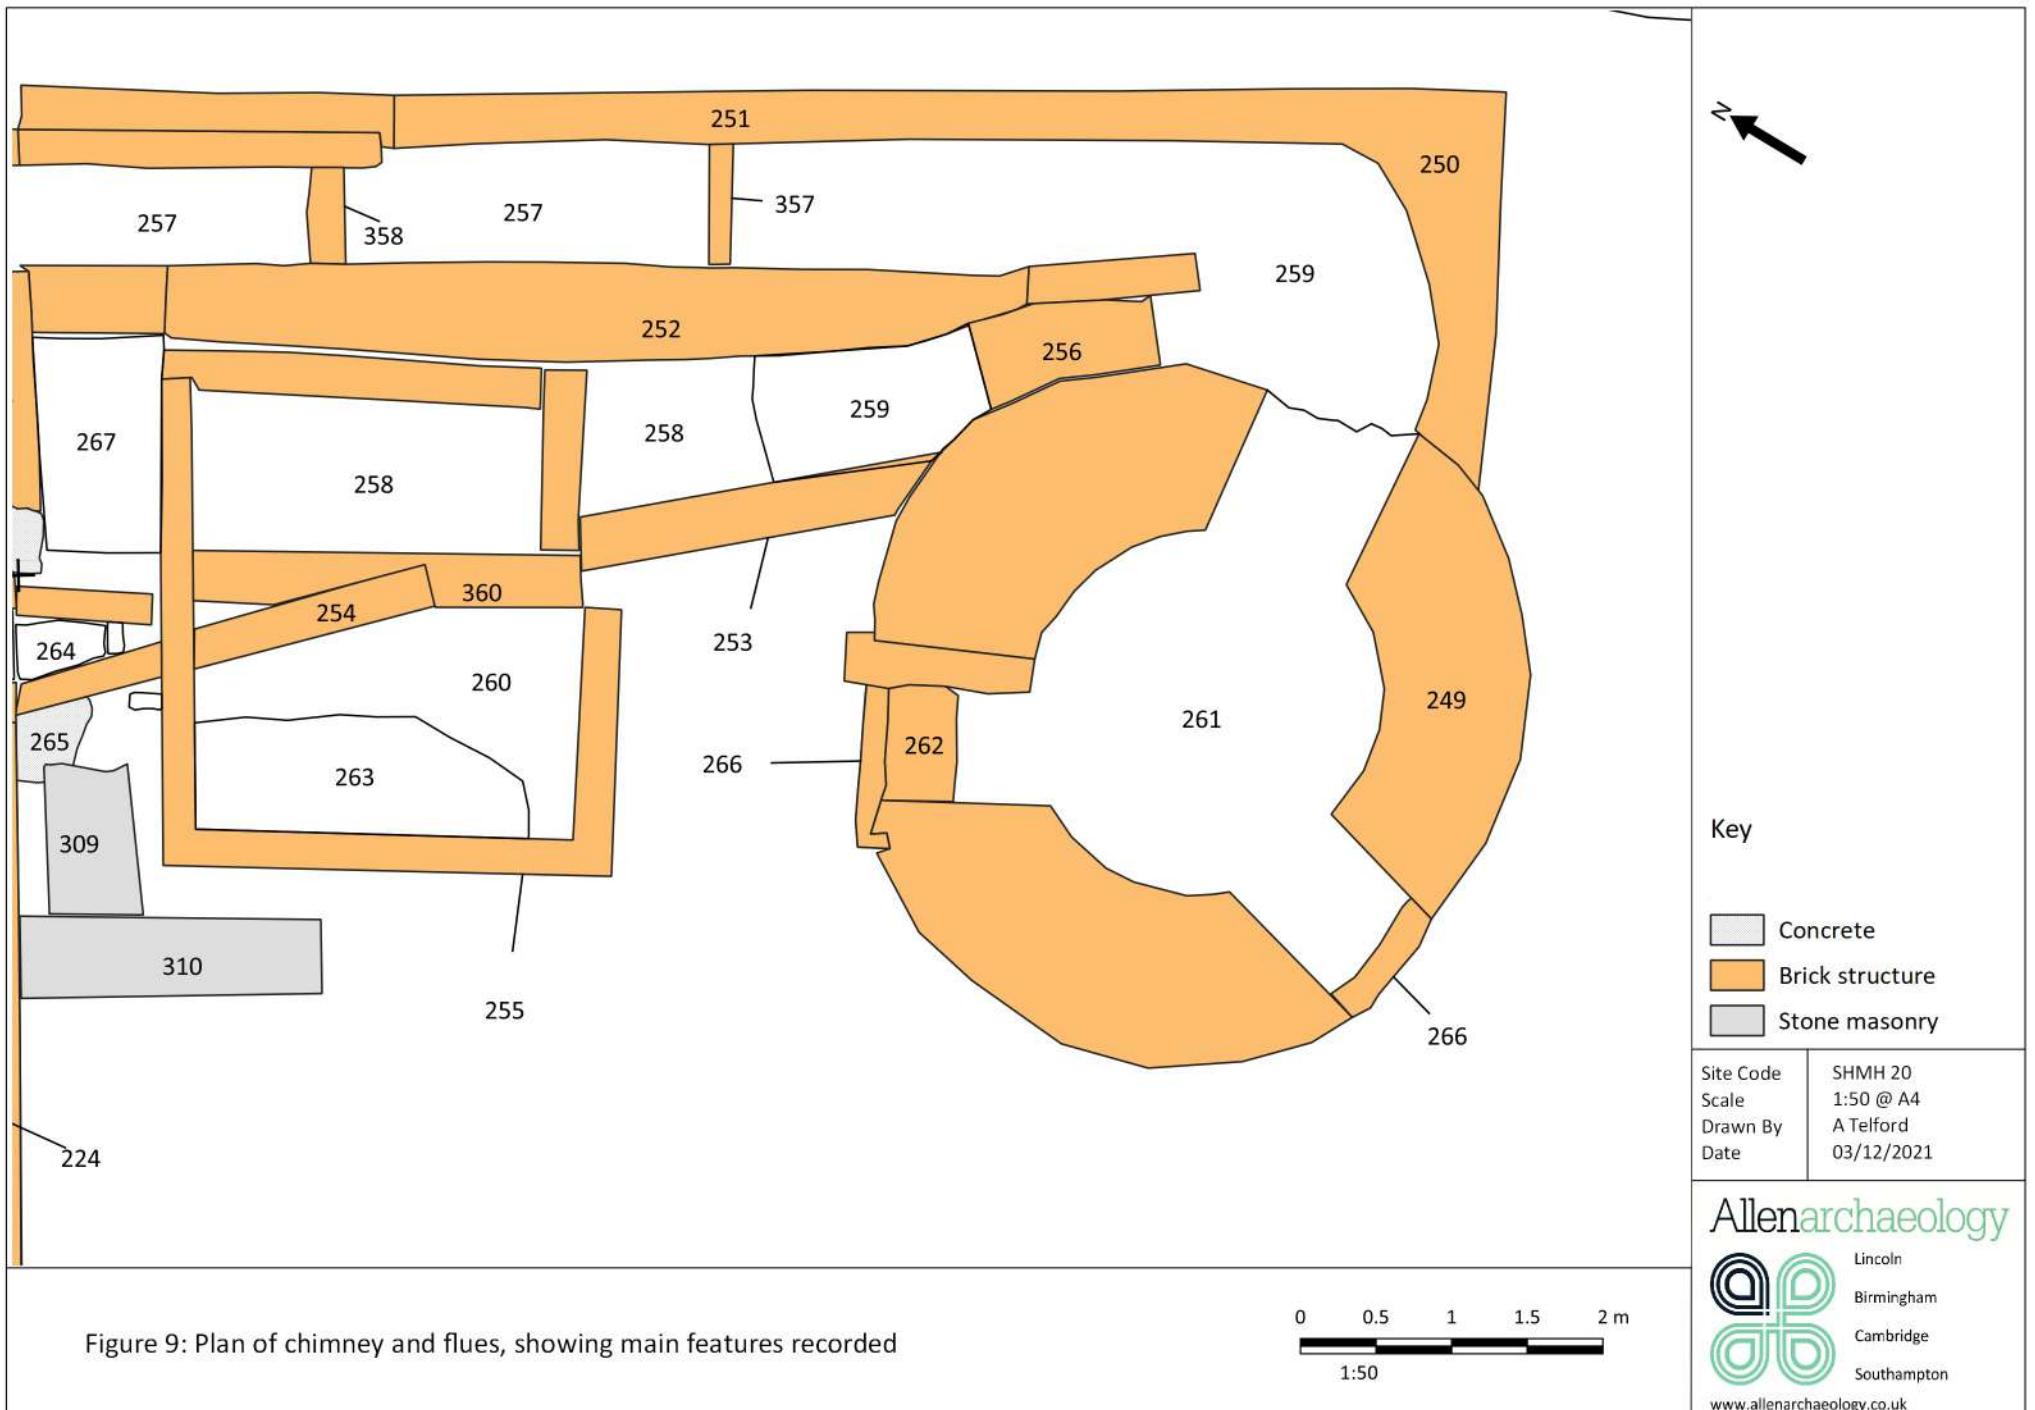 N
251
250
257
257
357
358
259
252
256
259
267
258
258
360
254
253
264
260
249
261
265
262
266
263
309
310
255
266
224
Key
Concrete
Brick structure
Stone masonry
Site Code SHMH 20
Scale 1:50 @ A4
Drawn By A Telford
Date 03/12/2021
Allenarchaeology
Lincoln
Birmingham
Cambridge
Southampton
www.allenarchaeology.co.uk
Figure 9: Plan of chimney and flues, showing main features recorded
0 0.5 1 1.5 2 m
1:50